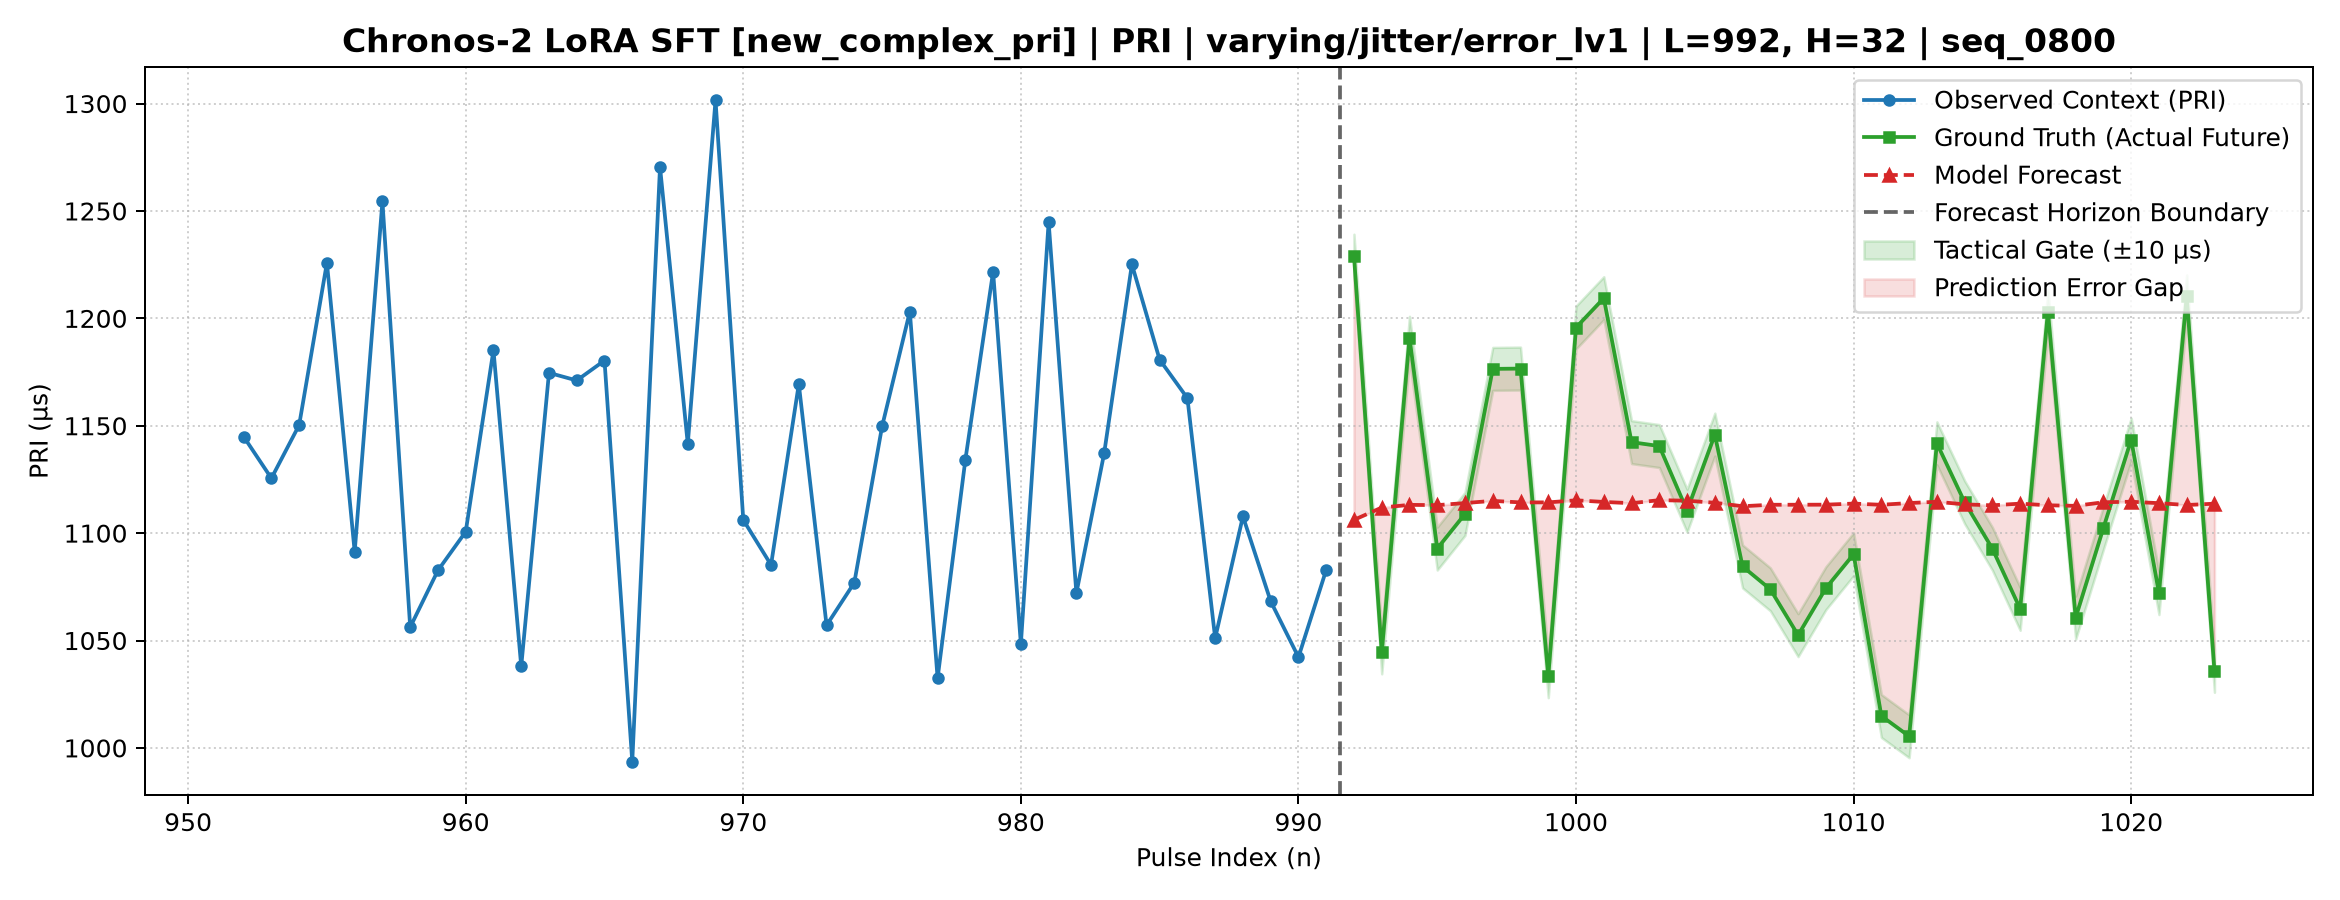 Chronos-2 LoRA SFT [new_complex_pri] | PRI | varying/jitter/error_lv1 | L=992, H=32 | seq_0800
Observed Context (PRI)
Ground Truth (Actual Future)
Model Forecast
Forecast Horizon Boundary
Tactical Gate (±10 μs)
Prediction Error Gap
PRI (μs)
1300
1250
1200
1150
1100
1050
1000
950
960
970
980
990
1000
1010
1020
Pulse Index (n)